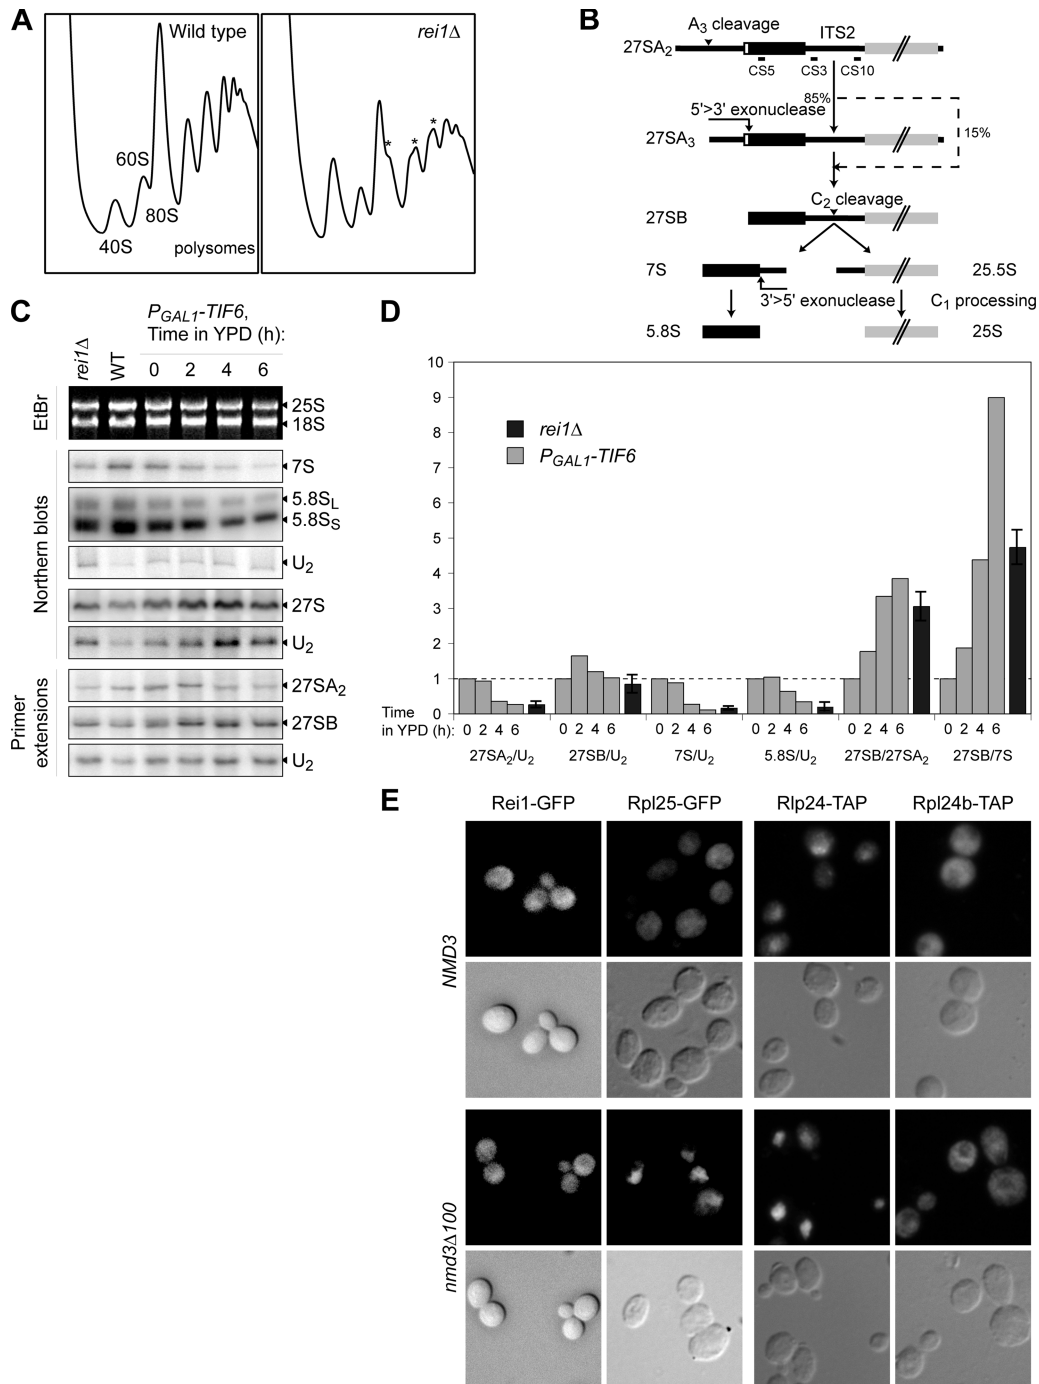 A
Wild type
60S
80S
40S
polysomes
rei1Δ
*
*
*
B
A3 cleavage
ITS2
27SA2
CS5
CS3
CS10
85%
5'>3' exonuclease
27SA3
15%
C2 cleavage
27SB
7S
25.5S
3'>5' exonuclease
C1 processing
5.8S
25S
C
PGAL1-TIF6,
Time in YPD (h):
rei1Δ
WT
0 2 4 6
EtBr
25S
18S
Northern blots
7S
5.8SL
5.8SS
U2
27S
U2
Primer extensions
27SA2
27SB
U2
D
10
9
8
7
6
5
4
3
2
1
0
rei1Δ
PGAL1-TIF6
Time
in YPD (h):
0 2 4 6 0 2 4 6 0 2 4 6 0 2 4 6 0 2 4 6 0 2 4 6
27SA2/U2 27SB/U2 7S/U2 5.8S/U2 27SB/27SA2 27SB/7S
E
Rei1-GFP Rpl25-GFP Rlp24-TAP Rpl24b-TAP
NMD3
nmd3Δ100